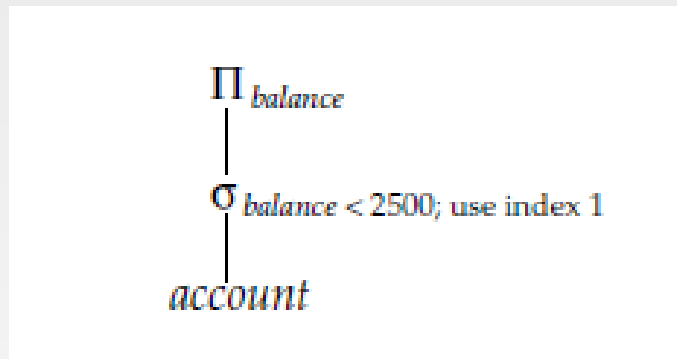 Π balance
σ balance < 2500; use index 1
account